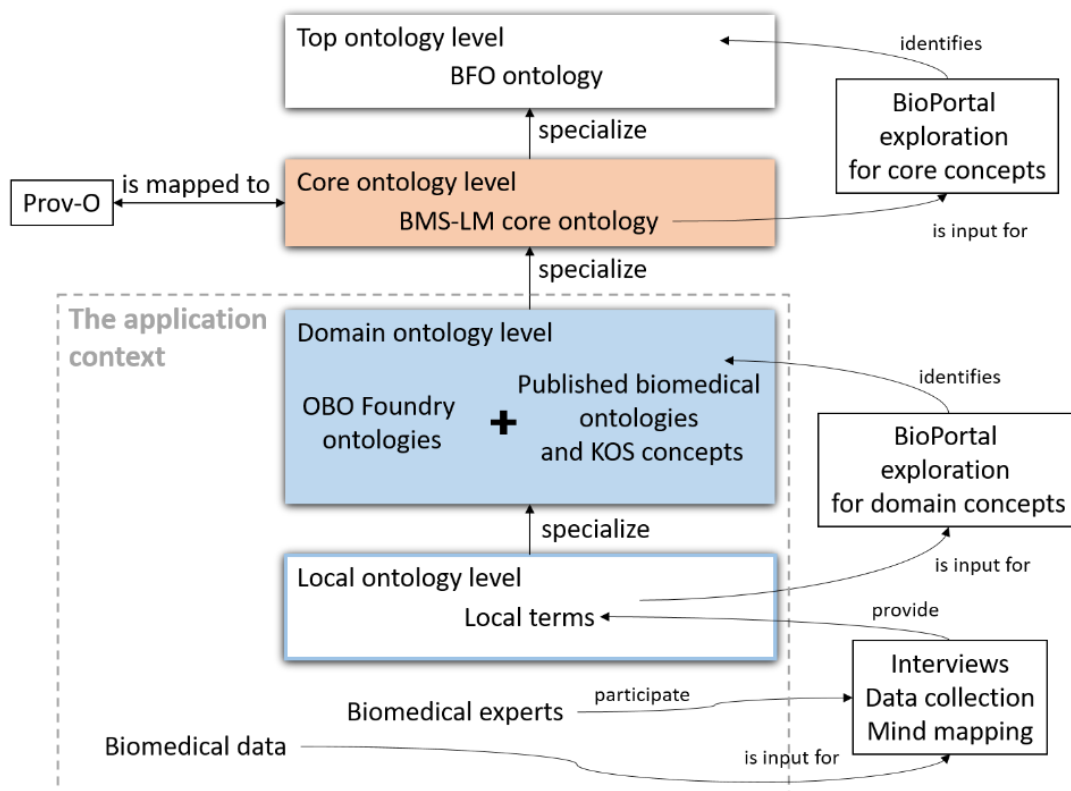 Top ontology level
BFO ontology
identifies
BioPortal
exploration
for core concepts
specialize
Prov-O
is mapped to
Core ontology level
BMS-LM core ontology
is input for
specialize
The application
context
Domain ontology level
OBO Foundry
ontologies
+
Published biomedical
ontologies
and KOS concepts
identifies
BioPortal
exploration
for domain concepts
specialize
is input for
Local ontology level
Local terms
provide
Interviews
Data collection
Mind mapping
Biomedical experts
participate
Biomedical data
is input for